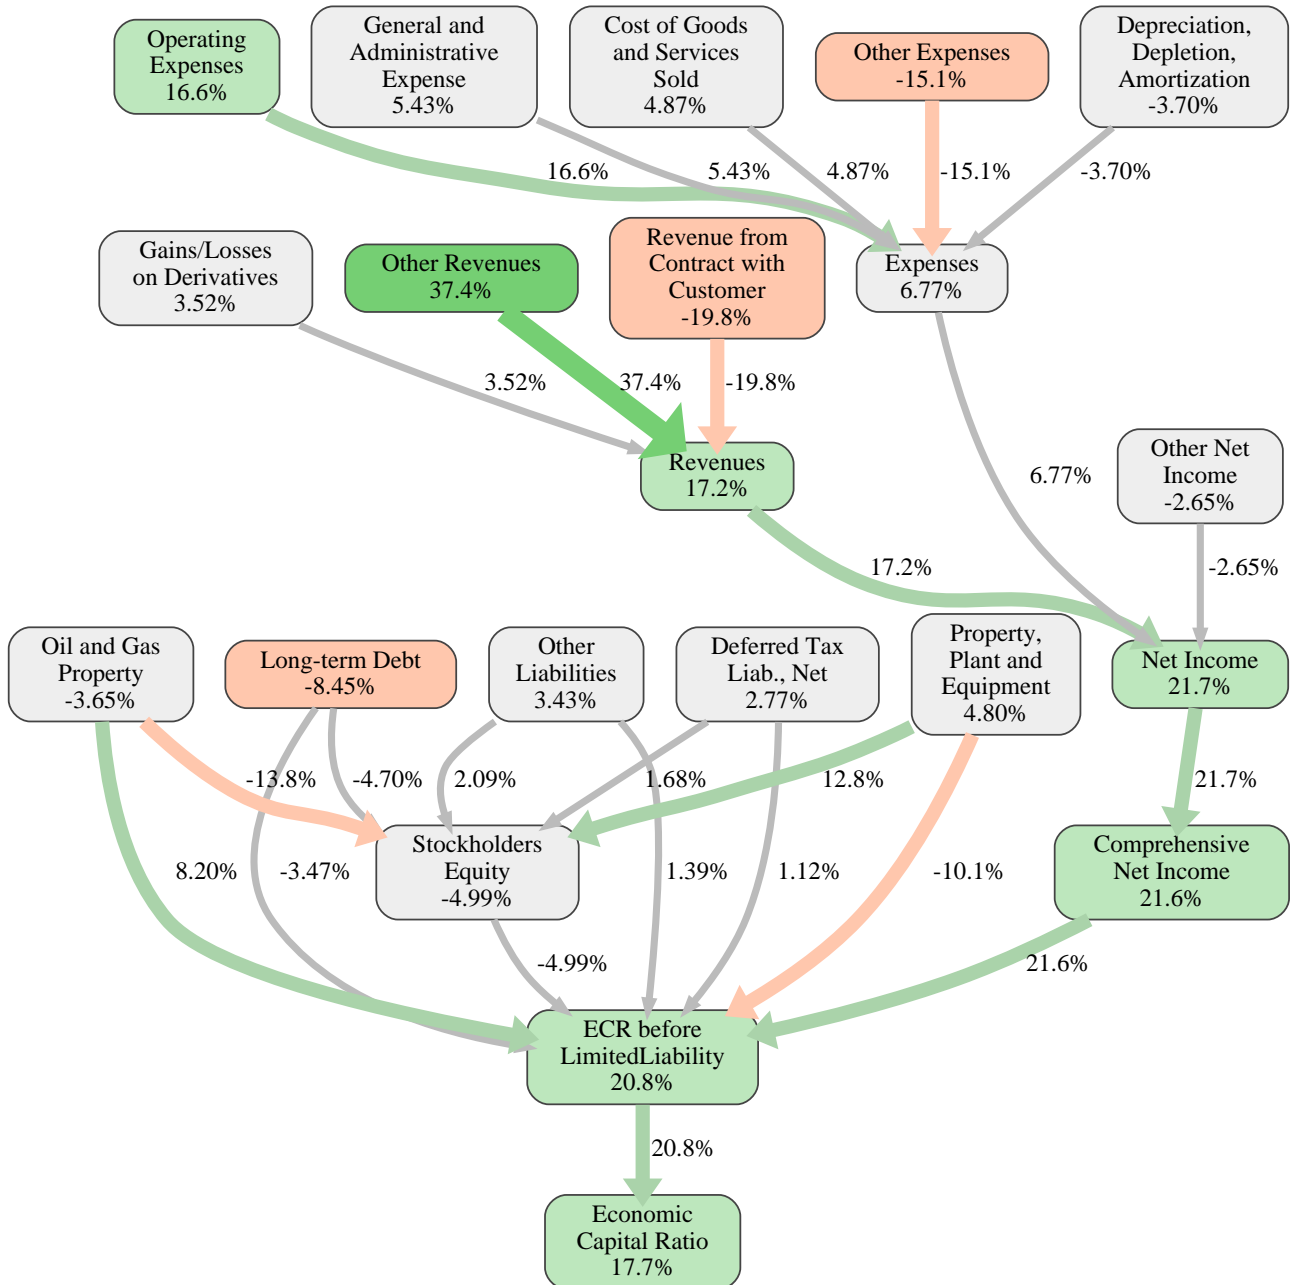 Operating
Expenses
16.6%
General and
Administrative
Expense
5.43%
Cost of Goods
and Services
Sold
4.87%
Other Expenses
-15.1%
Depreciation,
Depletion,
Amortization
-3.70%
16.6%
5.43%
4.87%
-15.1%
-3.70%
Gains/Losses
on Derivatives
3.52%
Other Revenues
37.4%
Revenue from
Contract with
Customer
-19.8%
Expenses
6.77%
3.52%
37.4%
-19.8%
Revenues
17.2%
6.77%
Other Net
Income
-2.65%
17.2%
-2.65%
Oil and Gas
Property
-3.65%
Long-term Debt
-8.45%
Other
Liabilities
3.43%
Deferred Tax
Liab., Net
2.77%
Property,
Plant and
Equipment
4.80%
Net Income
21.7%
-13.8%
-4.70%
2.09%
1.68%
12.8%
21.7%
Stockholders
Equity
-4.99%
Comprehensive
Net Income
21.6%
8.20%
-3.47%
1.39%
1.12%
-10.1%
-4.99%
21.6%
ECR before
LimitedLiability
20.8%
20.8%
Economic
Capital Ratio
17.7%